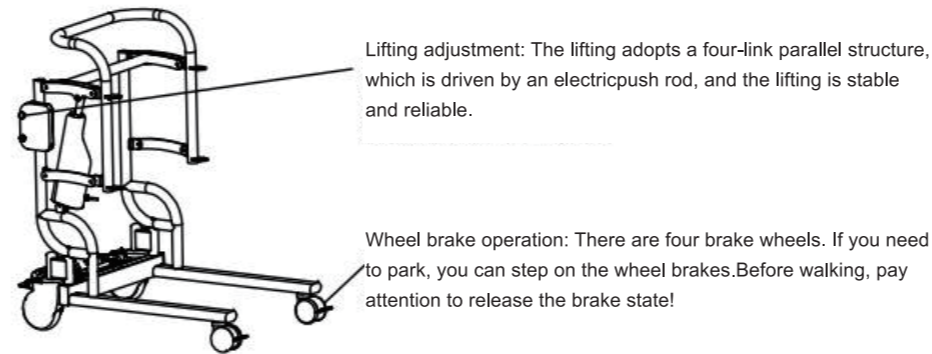 Lifting adjustment: The lifting adopts a four-link parallel structure,
which is driven by an electricpush rod, and the lifting is stable
and reliable.
Wheel brake operation: There are four brake wheels. If you need
to park, you can step on the wheel brakes.Before walking, pay
attention to release the brake state!